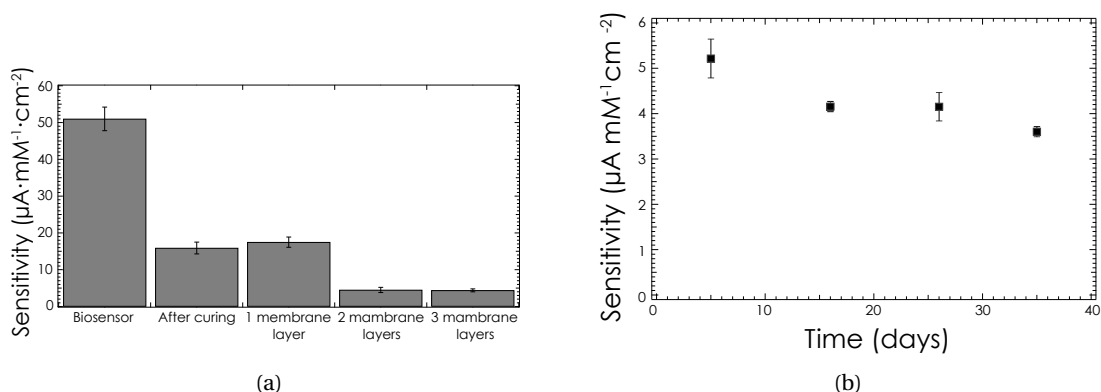 Sensitivity (µA·mM⁻¹·cm⁻²)
60
50
40
30
20
10
0
Biosensor After curing 1 membrane 2 mambrane 3 mambrane
layer layers layers
(a)
Sensitivity (µA mM⁻¹cm ⁻²)
6
5
4
3
2
1
0
0 10 20 30 40
Time (days)
(b)